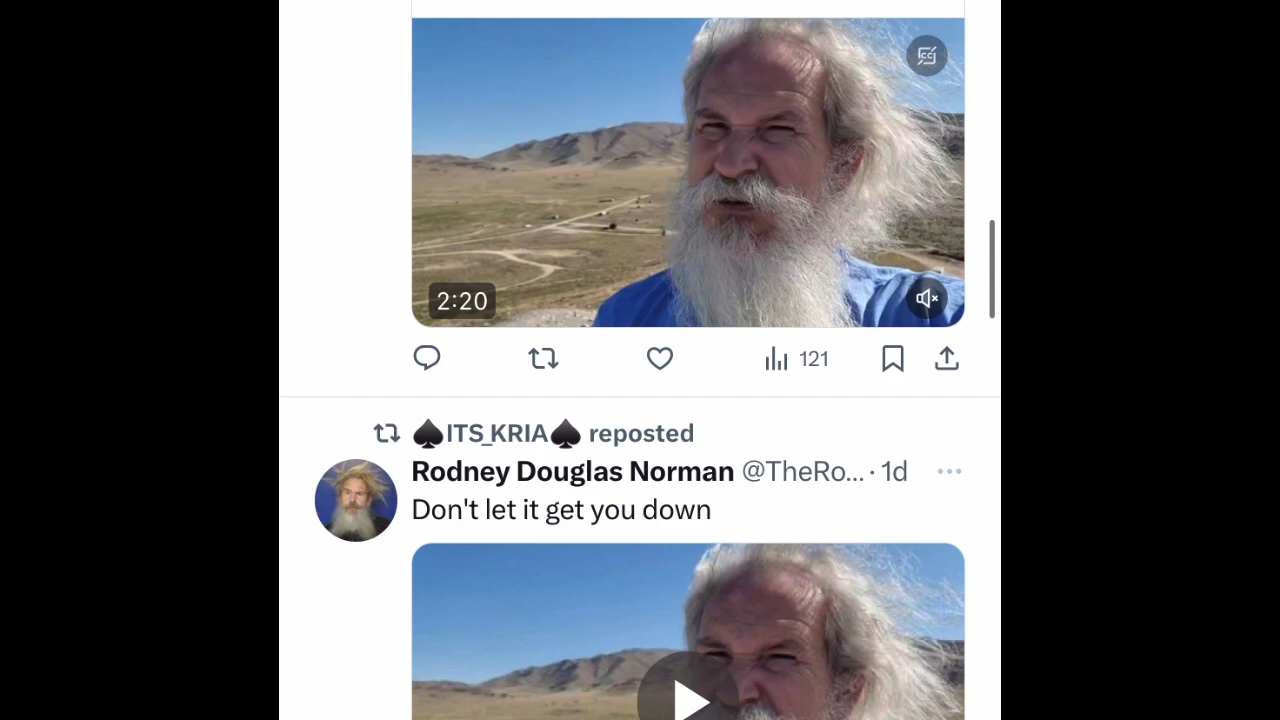 2:20
121
♠ITS_KRIA♠ reposted
Rodney Douglas Norman @TheRo... · 1d
Don't let it get you down